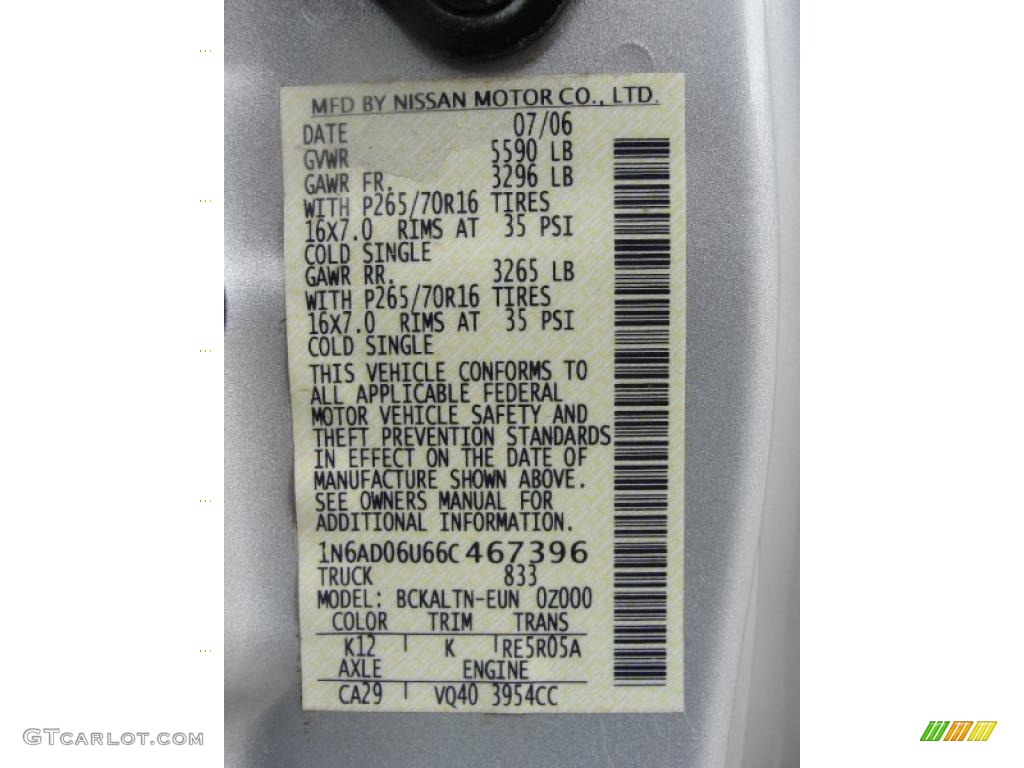 MFD BY NISSAN MOTOR CO., LTD.
DATE 07/06
GVWR 5590 LB
GAWR FR. 3296 LB
WITH P265/70R16 TIRES
16X7.0 RIMS AT 35 PSI
COLD SINGLE
GAWR RR. 3265 LB
WITH P265/70R16 TIRES
16X7.0 RIMS AT 35 PSI
COLD SINGLE
THIS VEHICLE CONFORMS TO
ALL APPLICABLE FEDERAL
MOTOR VEHICLE SAFETY AND
THEFT PREVENTION STANDARDS
IN EFFECT ON THE DATE OF
MANUFACTURE SHOWN ABOVE.
SEE OWNERS MANUAL FOR
ADDITIONAL INFORMATION.
1N6AD06U66C467396
TRUCK 833
MODEL: BCKALTN-EUN 0Z000
COLOR TRIM TRANS
K12 K RE5R05A
AXLE ENGINE
CA29 VQ40 3954CC
GTCARLOT.COM